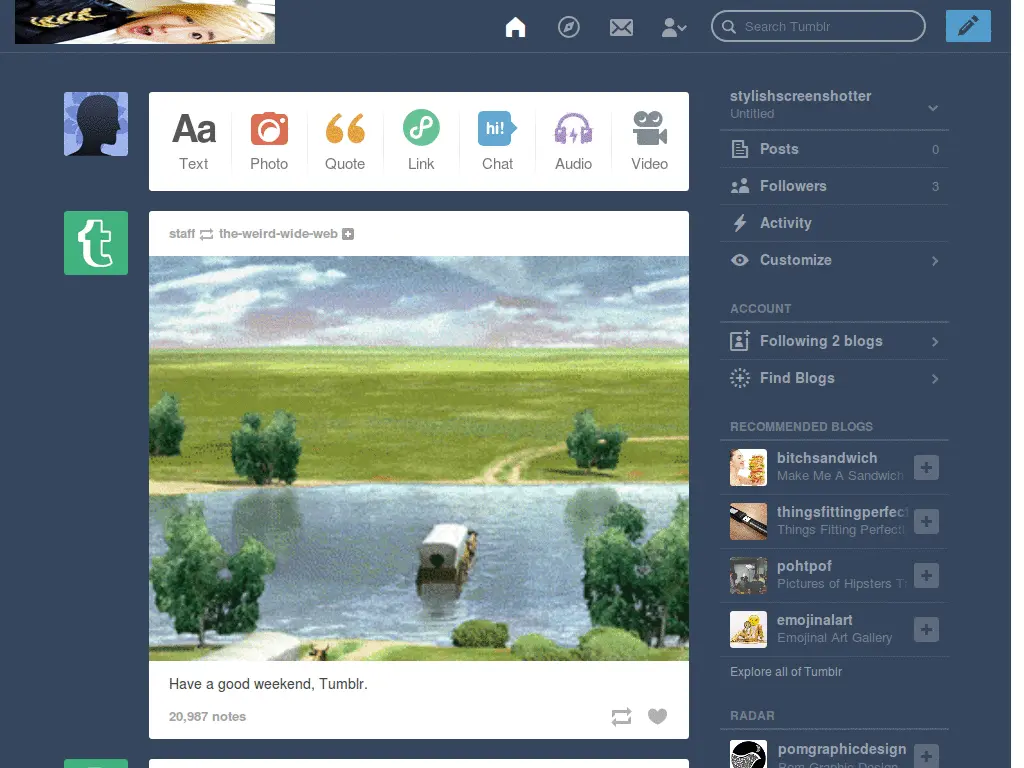 Search Tumblr
Aa
Text
Photo
Quote
Link
hi!
Chat
Audio
Video
staff the-weird-wide-web
Have a good weekend, Tumblr.
20,987 notes
stylishscreenshotter
Untitled
Posts 0
Followers 3
Activity
Customize
ACCOUNT
Following 2 blogs
Find Blogs
RECOMMENDED BLOGS
bitchsandwich
Make Me A Sandwich
thingsfittingperfec
Things Fitting Perfectl
pohtpof
Pictures of Hipsters T
emojinalart
Emojinal Art Gallery
Explore all of Tumblr
RADAR
pomgraphicdesign